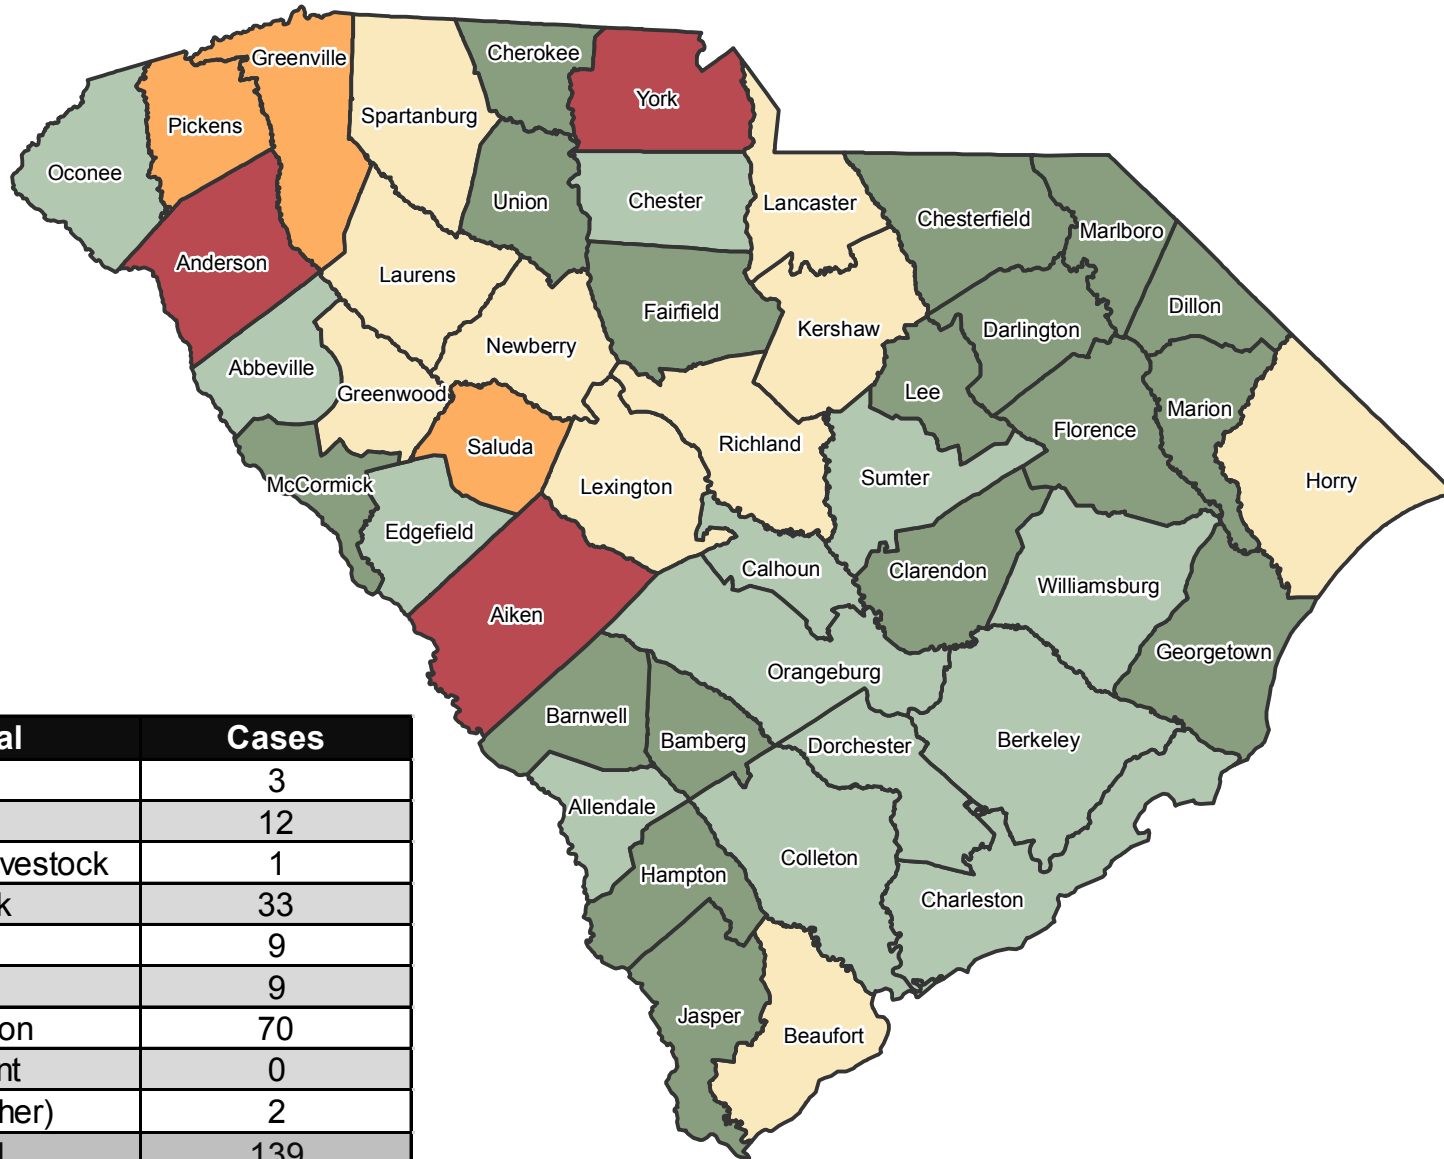 Greenville
Cherokee
York
Spartanburg
Pickens
Oconee
Union
Chester
Lancaster
Chesterfield
Marlboro
Anderson
Laurens
Fairfield
Kershaw
Darlington
Dillon
Newberry
Abbeville
Greenwood
Lee
Marion
Florence
Saluda
Richland
Sumter
Horry
McCormick
Lexington
Edgefield
Calhoun
Clarendon
Williamsburg
Aiken
Georgetown
Orangeburg
Barnwell
Bamberg
Dorchester
Berkeley
Allendale
Colleton
Hampton
Charleston
Jasper
Beaufort
al Cases
3
12
vestock 1
k 33
9
9
on 70
nt 0
her) 2
l 139